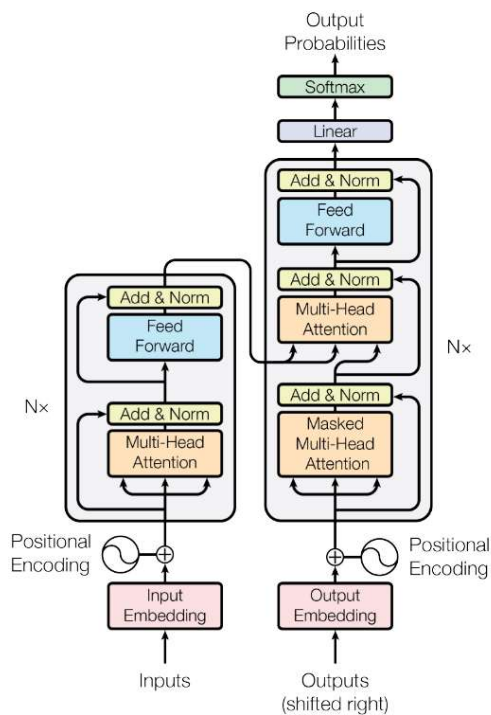 Output
Probabilities
Softmax
Linear
Add & Norm
Feed
Forward
Add & Norm
Multi-Head
Attention
Add & Norm
Masked
Multi-Head
Attention
Nx
Add & Norm
Feed
Forward
Add & Norm
Multi-Head
Attention
Nx
Positional
Encoding
Positional
Encoding
Input
Embedding
Output
Embedding
Inputs
Outputs
(shifted right)